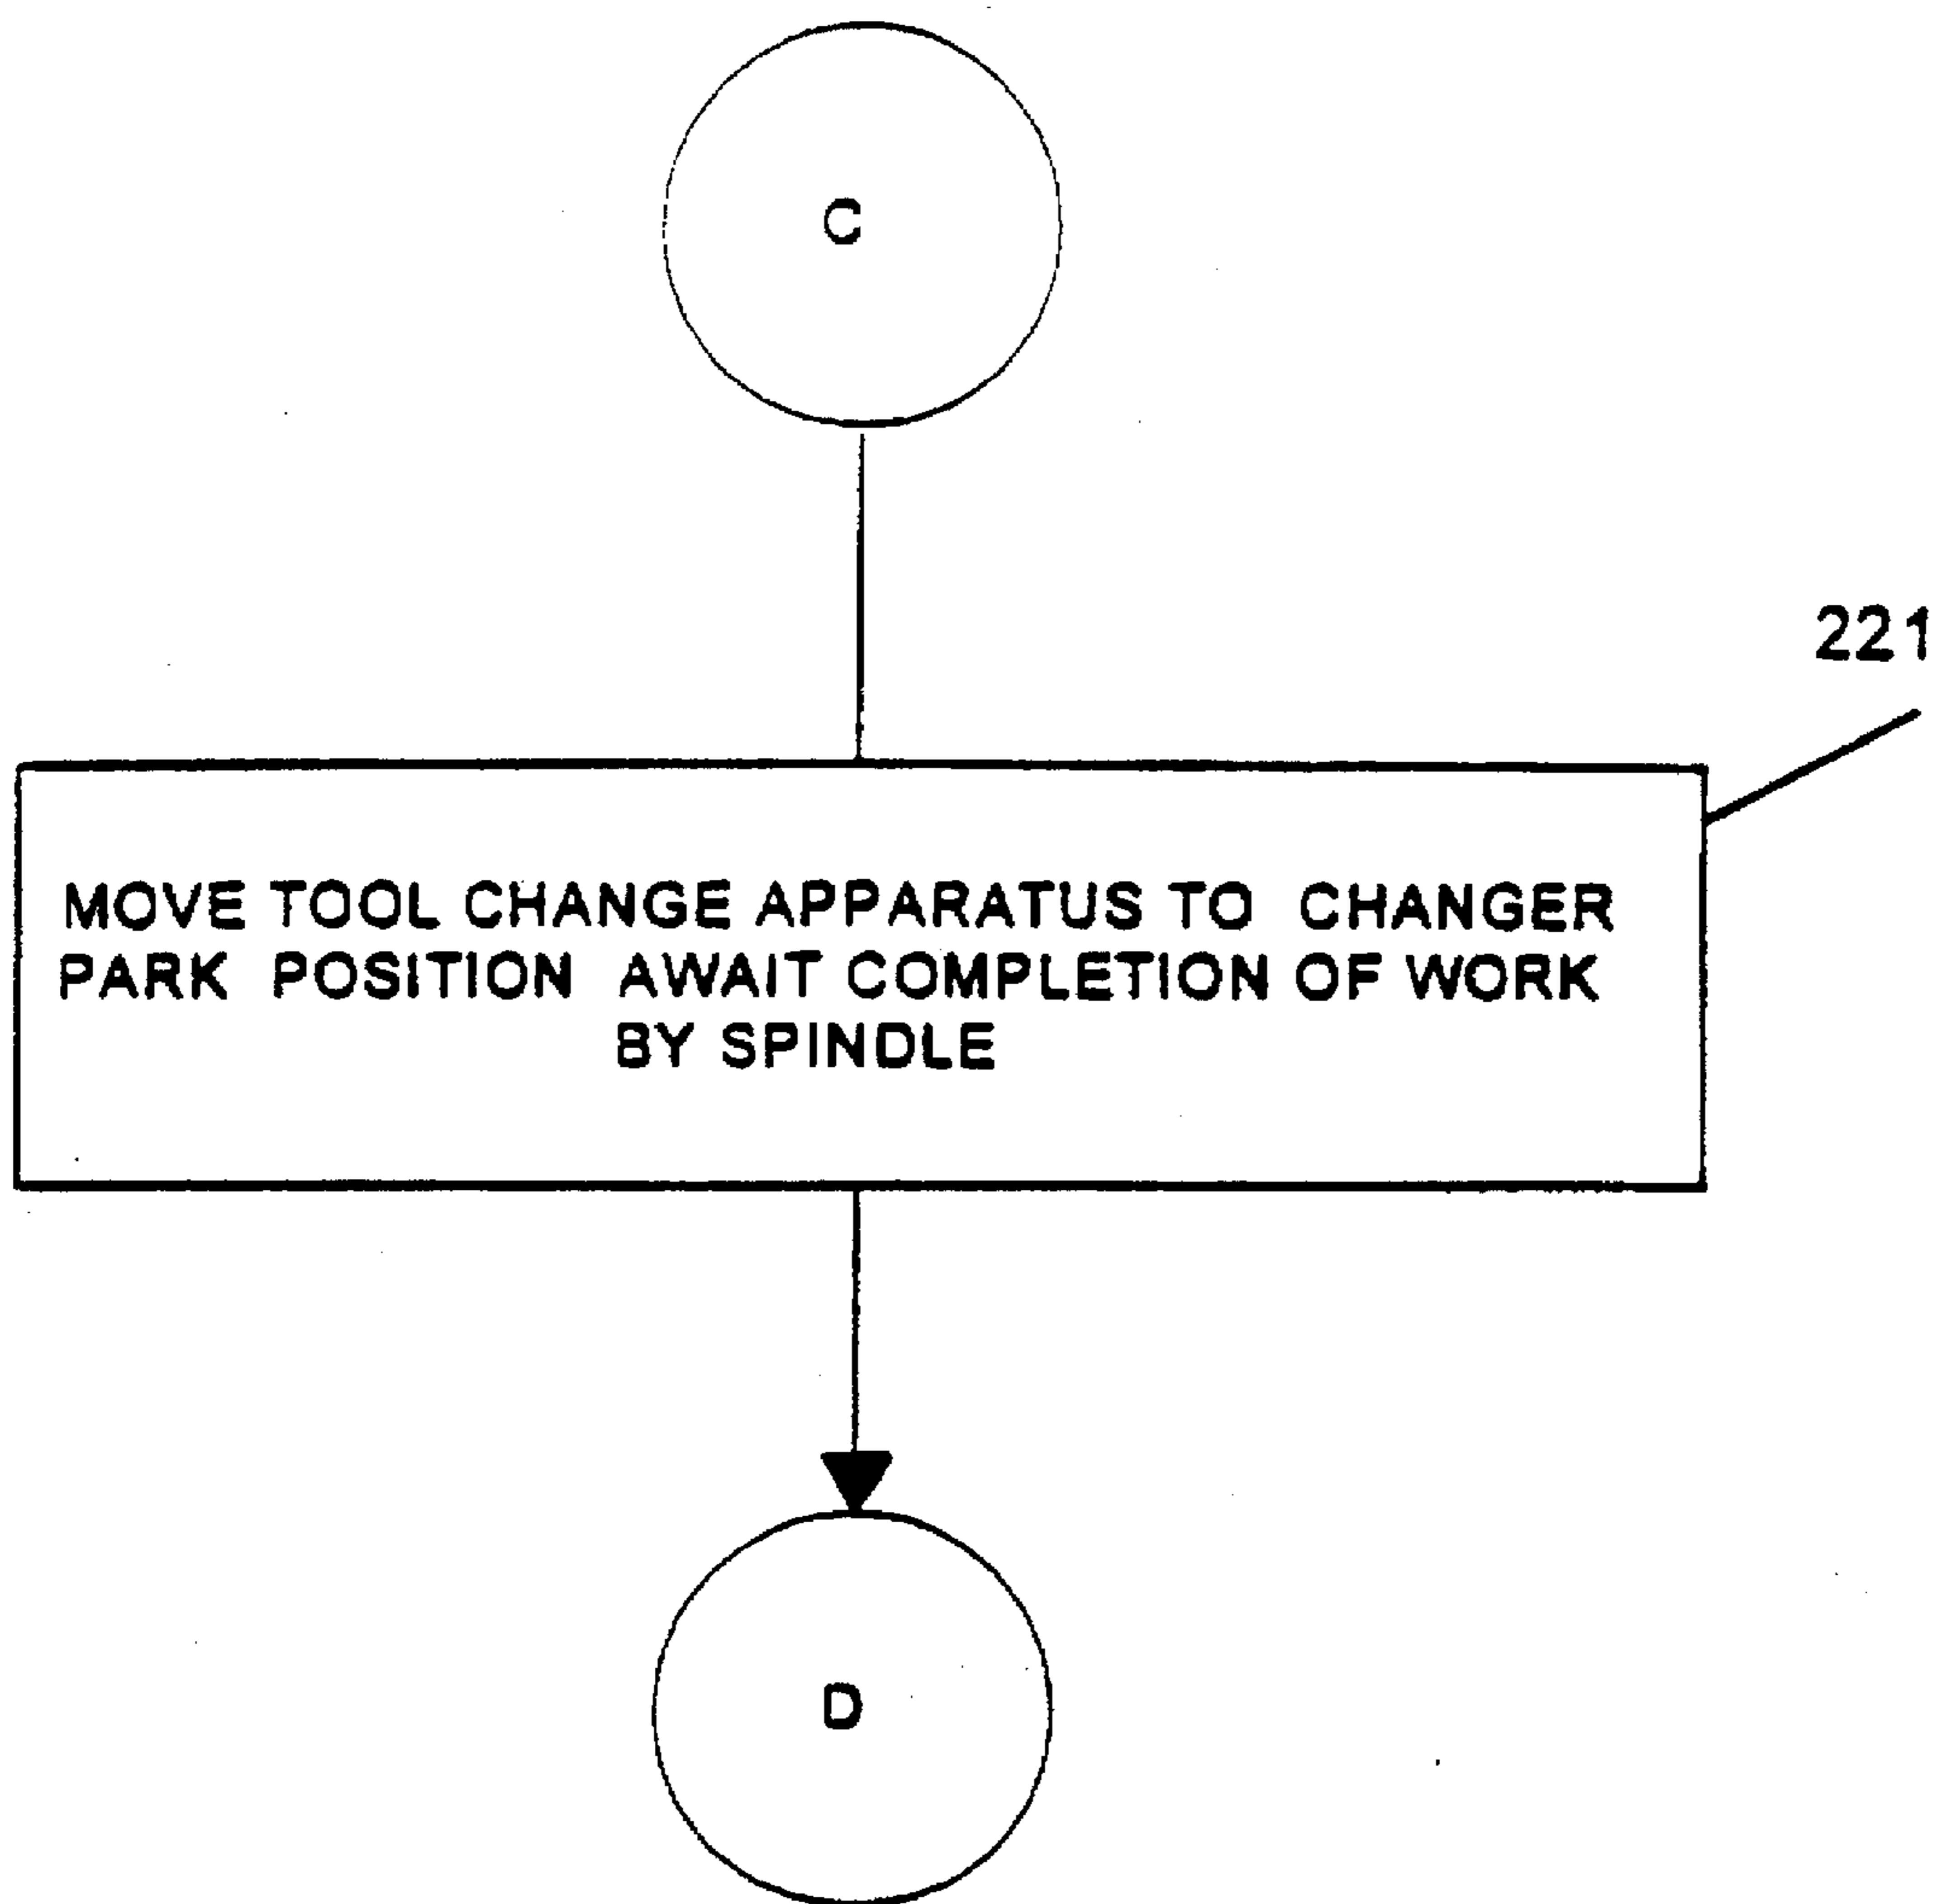 C
221
MOVE TOOL CHANGE APPARATUS TO CHANGER
PARK POSITION AWAIT COMPLETION OF WORK
BY SPINDLE
D